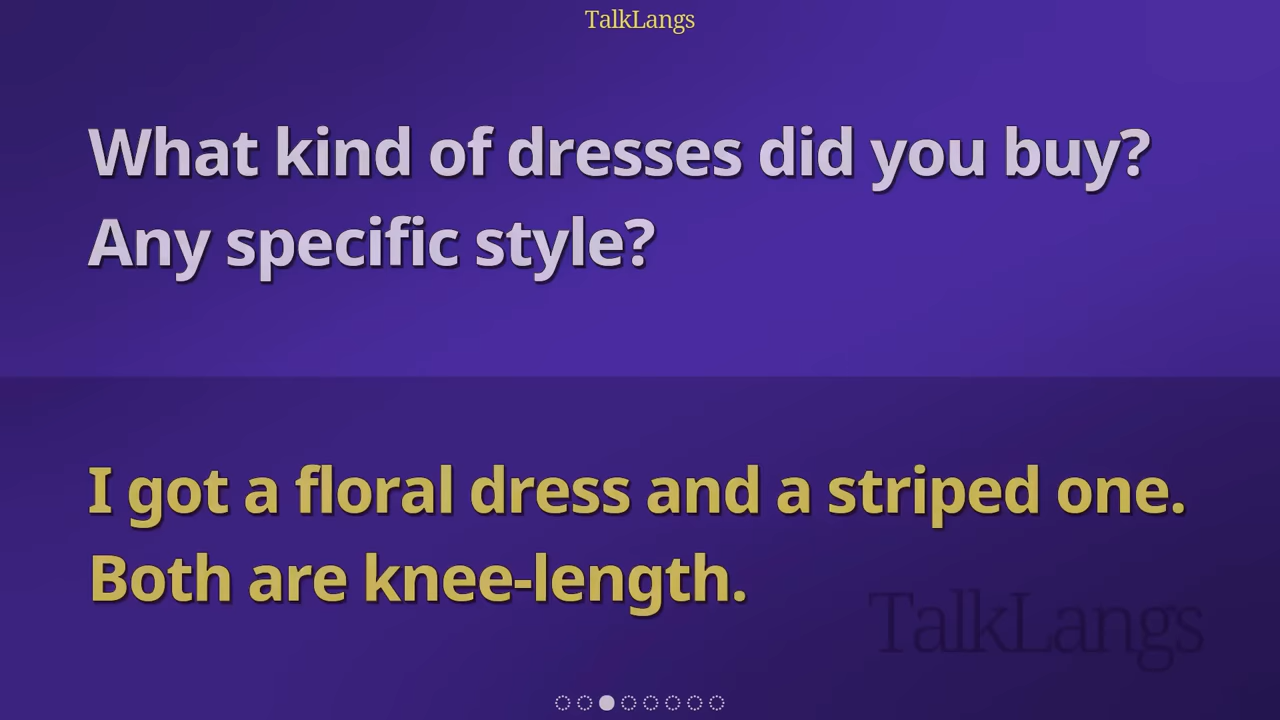 TalkLangs
What kind of dresses did you buy?
Any specific style?
I got a floral dress and a striped one.
Both are knee-length.
TalkLangs